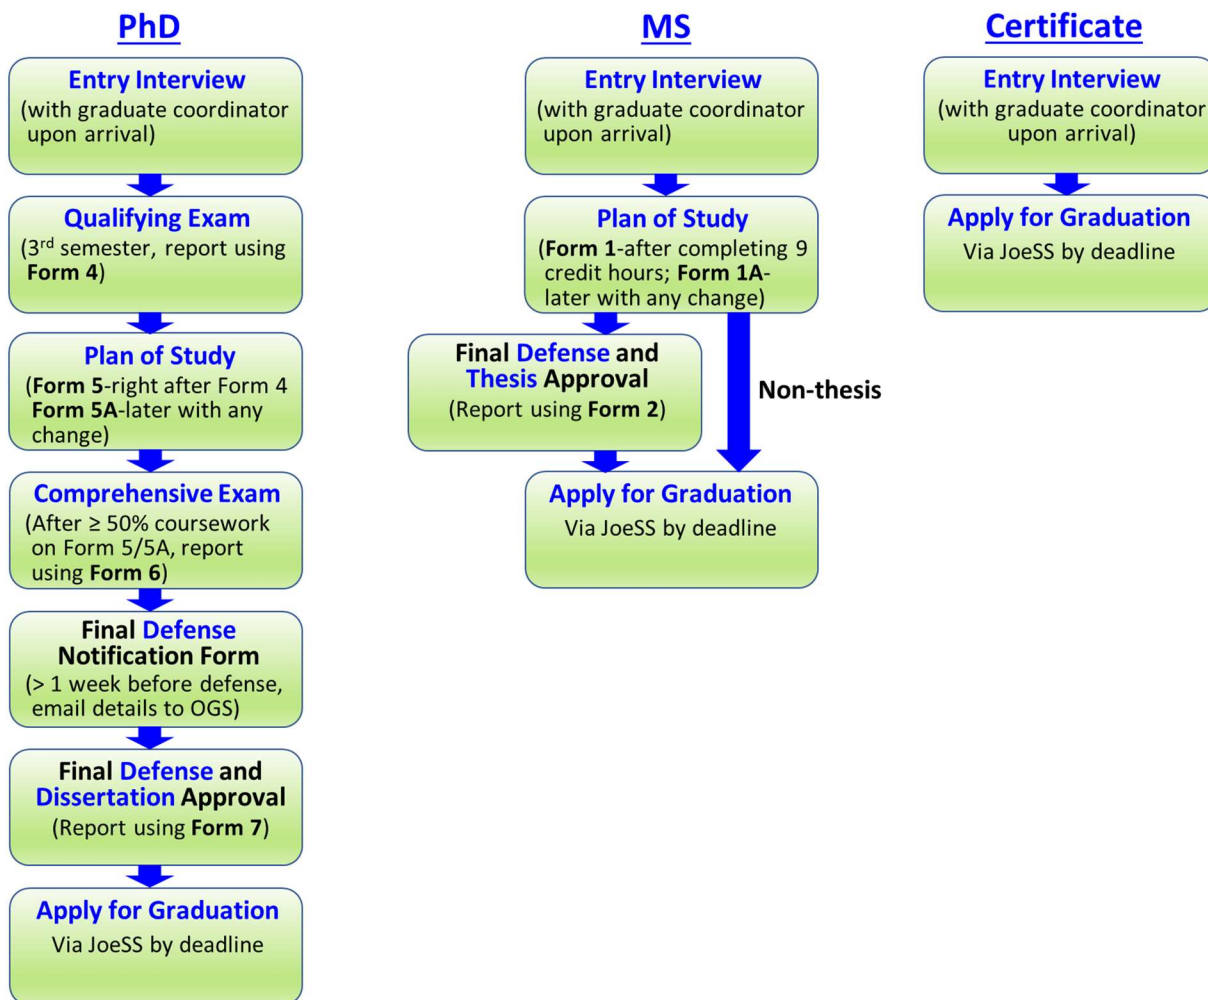 PhD
Entry Interview
(with graduate coordinator
upon arrival)
Qualifying Exam
(3rd semester, report using
Form 4)
Plan of Study
(Form 5-right after Form 4
Form 5A-later with any
change)
Comprehensive Exam
(After ≥ 50% coursework
on Form 5/5A, report
using Form 6)
Final Defense
Notification Form
(> 1 week before defense,
email details to OGS)
Final Defense and
Dissertation Approval
(Report using Form 7)
Apply for Graduation
Via JoeSS by deadline
MS
Entry Interview
(with graduate coordinator
upon arrival)
Plan of Study
(Form 1-after completing 9
credit hours; Form 1A-
later with any change)
Final Defense and
Thesis Approval
(Report using Form 2)
Non-thesis
Apply for Graduation
Via JoeSS by deadline
Certificate
Entry Interview
(with graduate coordinator
upon arrival)
Apply for Graduation
Via JoeSS by deadline